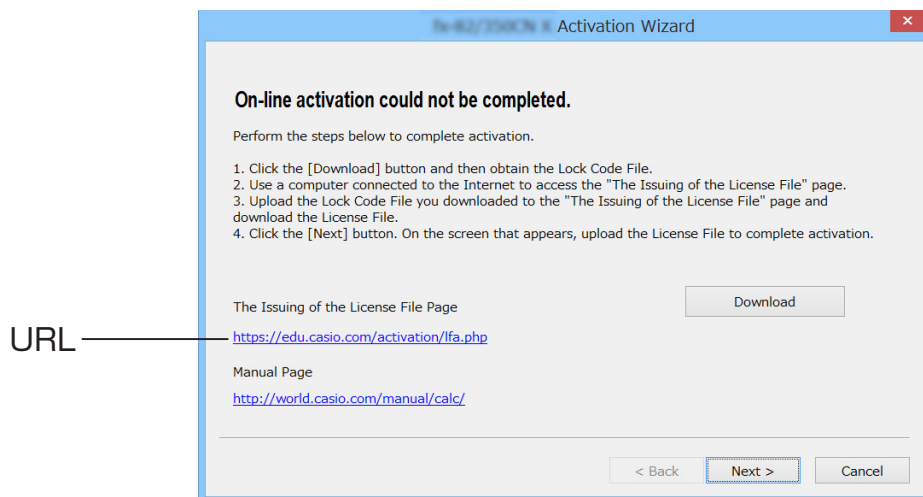 Activation Wizard
On-line activation could not be completed.
Perform the steps below to complete activation.
1. Click the [Download] button and then obtain the Lock Code File.
2. Use a computer connected to the Internet to access the "The Issuing of the License File" page.
3. Upload the Lock Code File you downloaded to the "The Issuing of the License File" page and
download the License File.
4. Click the [Next] button. On the screen that appears, upload the License File to complete activation.
The Issuing of the License File Page
Download
URL
https://edu.casio.com/activation/lfa.php
Manual Page
http://world.casio.com/manual/calc/
< Back
Next >
Cancel